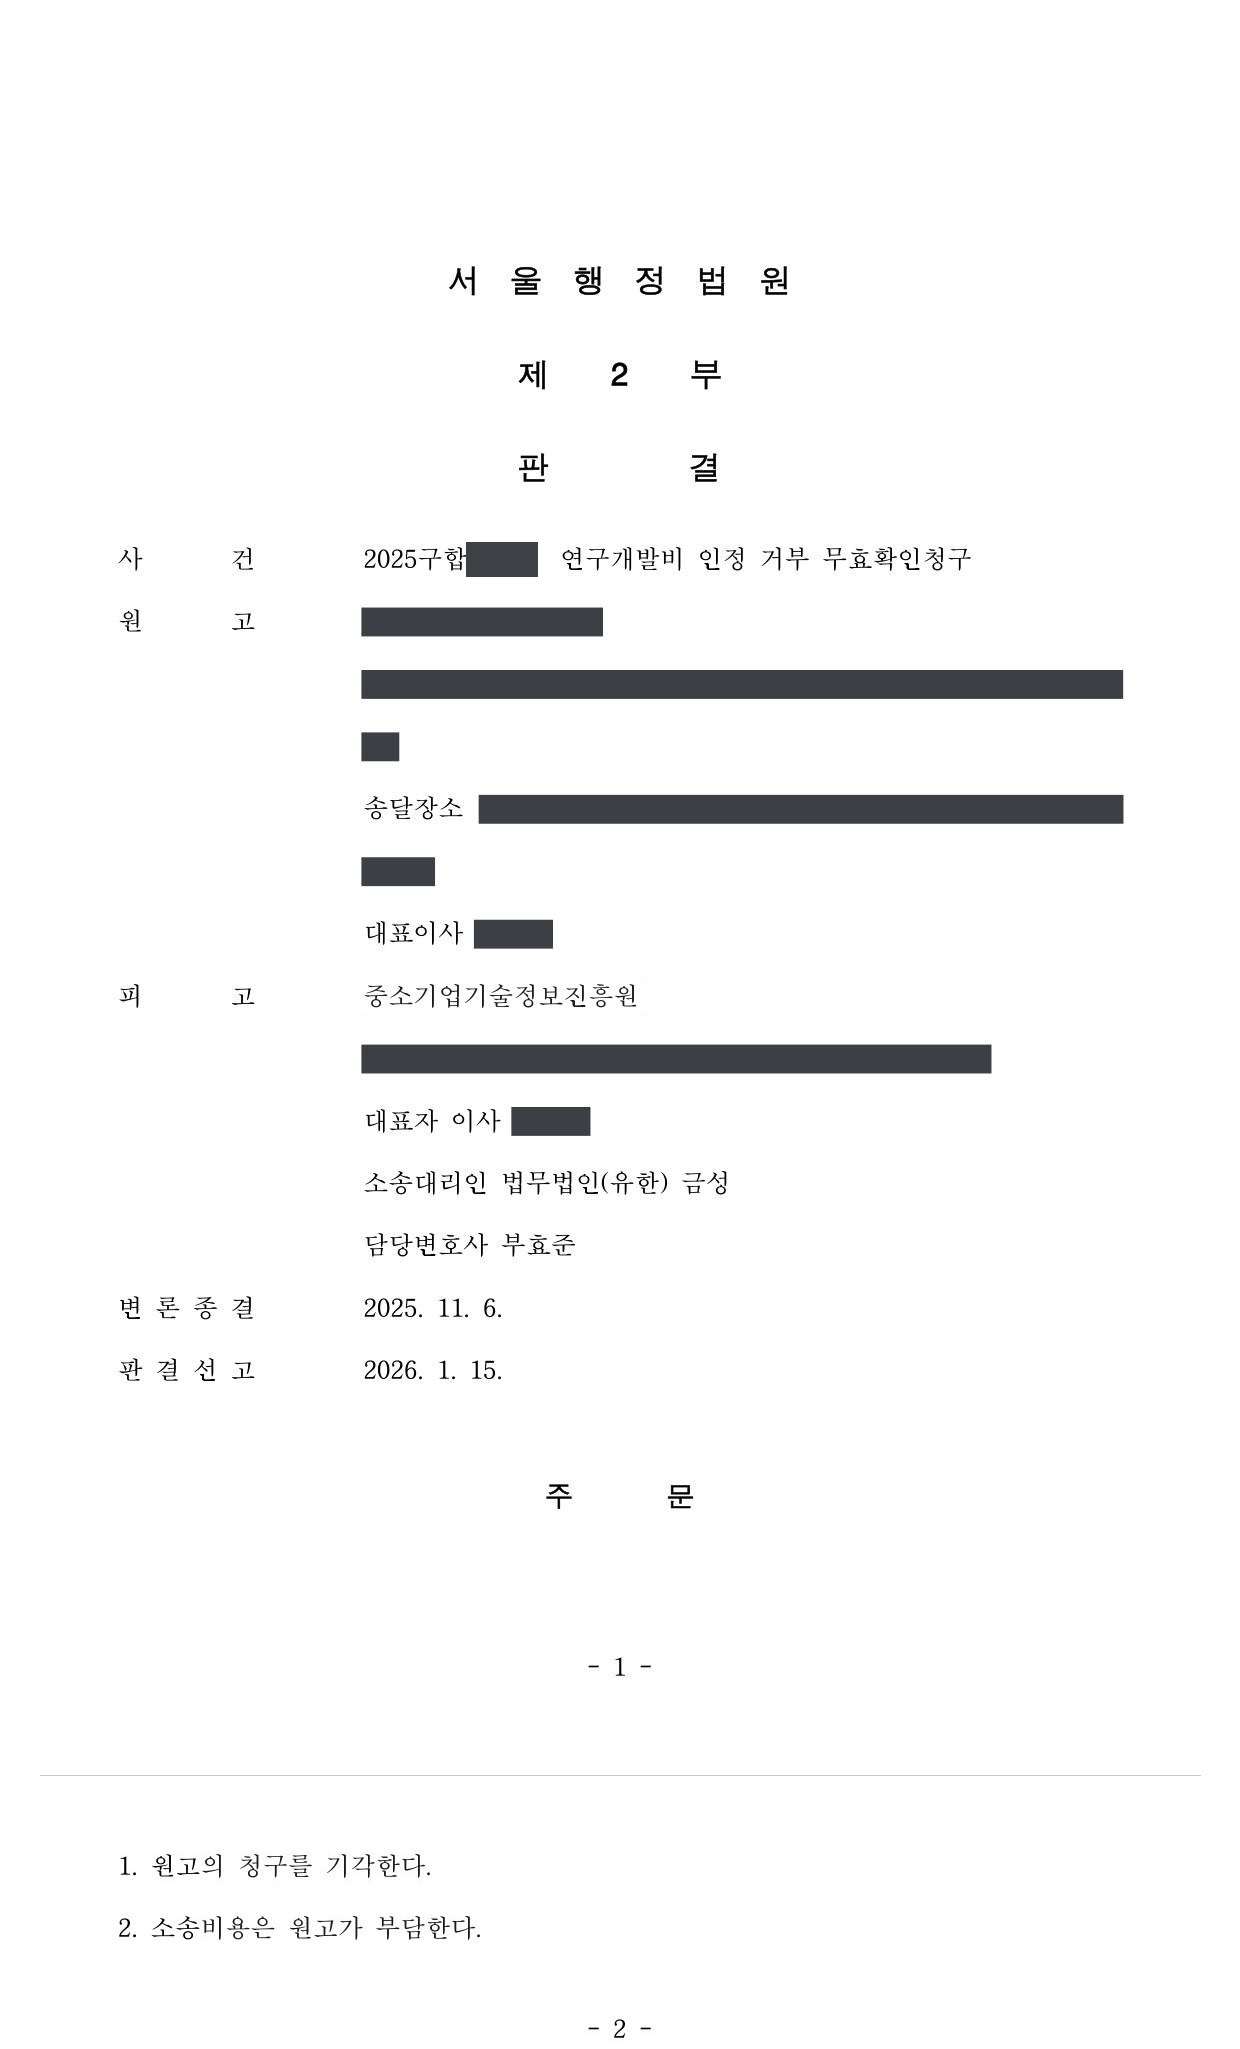 서 울 행 정 법 원
제 2 부
판 결
사 건 2025구합 연구개발비 인정 거부 무효확인청구
원 고
송달장소
대표이사
피 고 중소기업기술정보진흥원
대표자 이사
소송대리인 법무법인(유한) 금성
담당변호사 부효준
변 론 종 결 2025. 11. 6.
판 결 선 고 2026. 1. 15.
주 문
- 1 -
1. 원고의 청구를 기각한다.
2. 소송비용은 원고가 부담한다.
- 2 -